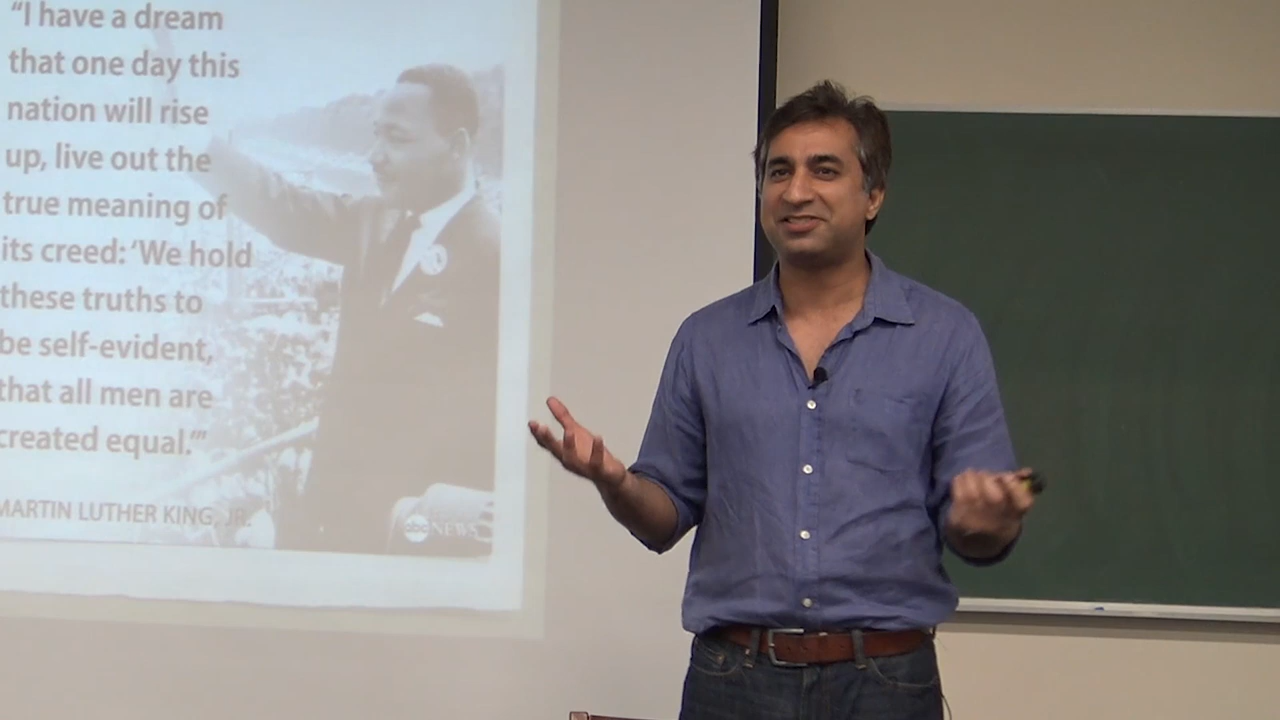 “I have a dream
that one day this
nation will rise
up, live out the
true meaning of
its creed: ‘We hold
these truths to
be self-evident,
that all men are
created equal.’”
MARTIN LUTHER KING, JR.
abc NEWS